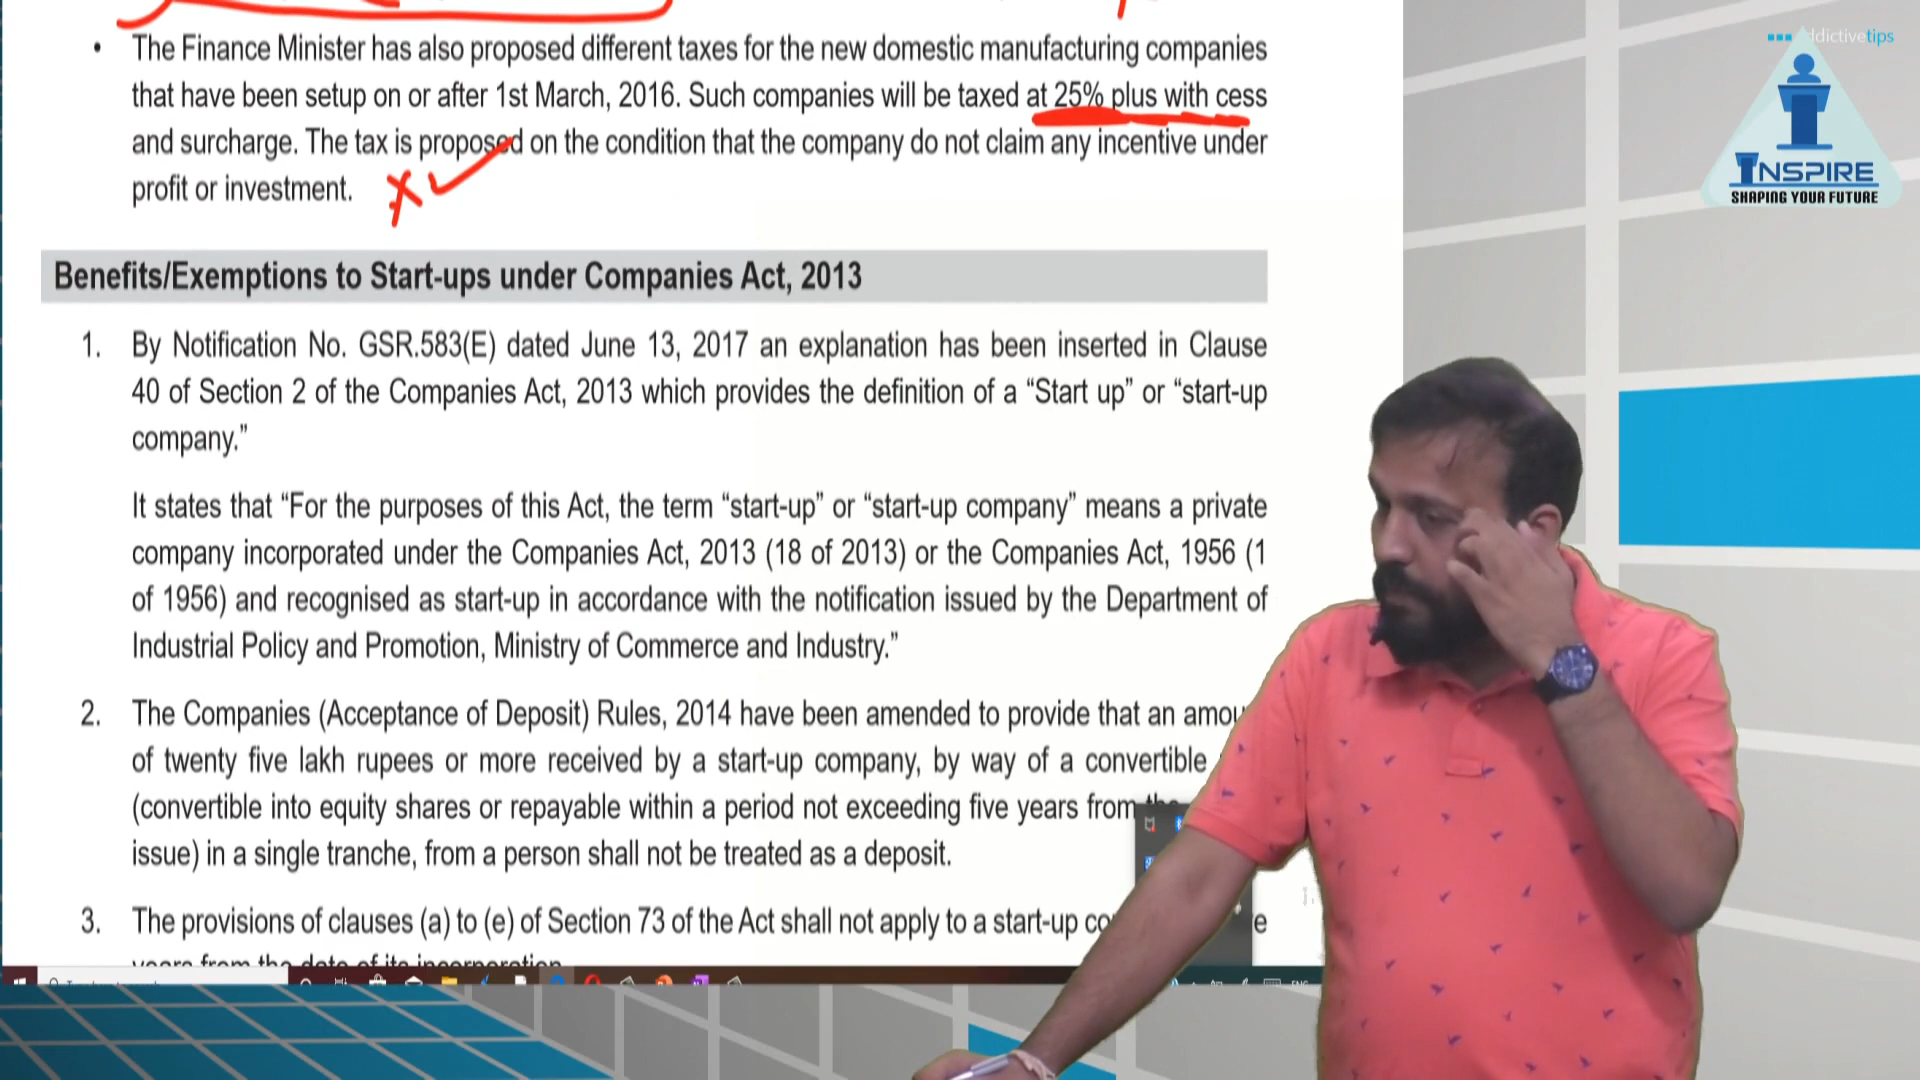 • The Finance Minister has also proposed different taxes for the new domestic manufacturing companies
that have been setup on or after 1st March, 2016. Such companies will be taxed at 25% plus with cess
and surcharge. The tax is proposed on the condition that the company do not claim any incentive under
profit or investment.
Benefits/Exemptions to Start-ups under Companies Act, 2013
1. By Notification No. GSR.583(E) dated June 13, 2017 an explanation has been inserted in Clause
40 of Section 2 of the Companies Act, 2013 which provides the definition of a “Start up” or “start-up
company.”
It states that “For the purposes of this Act, the term “start-up” or “start-up company” means a private
company incorporated under the Companies Act, 2013 (18 of 2013) or the Companies Act, 1956 (1
of 1956) and recognised as start-up in accordance with the notification issued by the Department of
Industrial Policy and Promotion, Ministry of Commerce and Industry.”
2. The Companies (Acceptance of Deposit) Rules, 2014 have been amended to provide that an
of twenty five lakh rupees or more received by a start-up company, by way of a convertible
(convertible into equity shares or repayable within a period not exceeding five years from the
issue) in a single tranche, from a person shall not be treated as a deposit.
3. The provisions of clauses (a) to (e) of Section 73 of the Act shall not apply to a start-up
years from the date of its incorporation
ENG
addictivetips
INSPIRE
SHAPING YOUR FUTURE